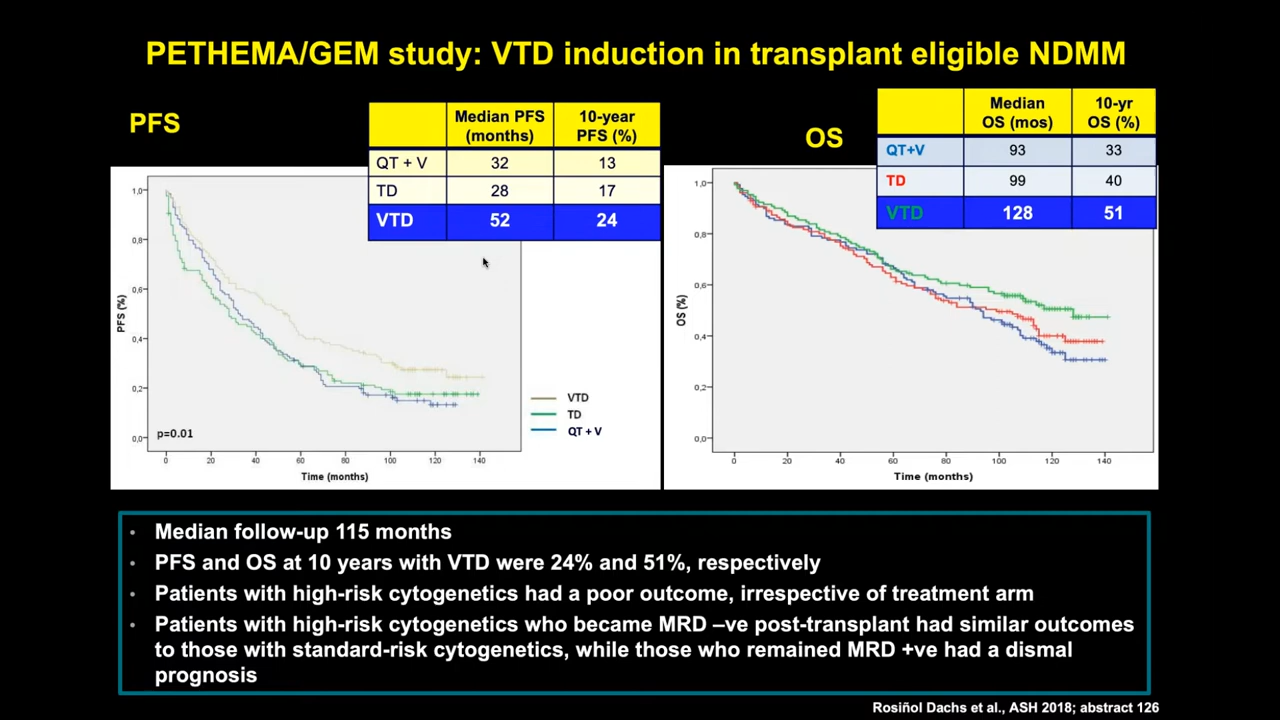 PETHEMA/GEM study: VTD induction in transplant eligible NDMM
PFS
Median PFS (months) 10-year PFS (%)
QT + V 32 13
TD 28 17
VTD 52 24
PFS (%)
1,0
0,8
0,6
0,4
0,2
0,0
p=0.01
0 20 40 60 80 100 120 140
Time (months)
VTD
TD
QT + V
OS
Median OS (mos) 10-yr OS (%)
QT+V 93 33
TD 99 40
VTD 128 51
OS (%)
1,0
0,8
0,6
0,4
0,2
0,0
0 20 40 60 80 100 120 140
Time (months)
• Median follow-up 115 months
• PFS and OS at 10 years with VTD were 24% and 51%, respectively
• Patients with high-risk cytogenetics had a poor outcome, irrespective of treatment arm
• Patients with high-risk cytogenetics who became MRD –ve post-transplant had similar outcomes
to those with standard-risk cytogenetics, while those who remained MRD +ve had a dismal
prognosis
Rosiñol Dachs et al., ASH 2018; abstract 126